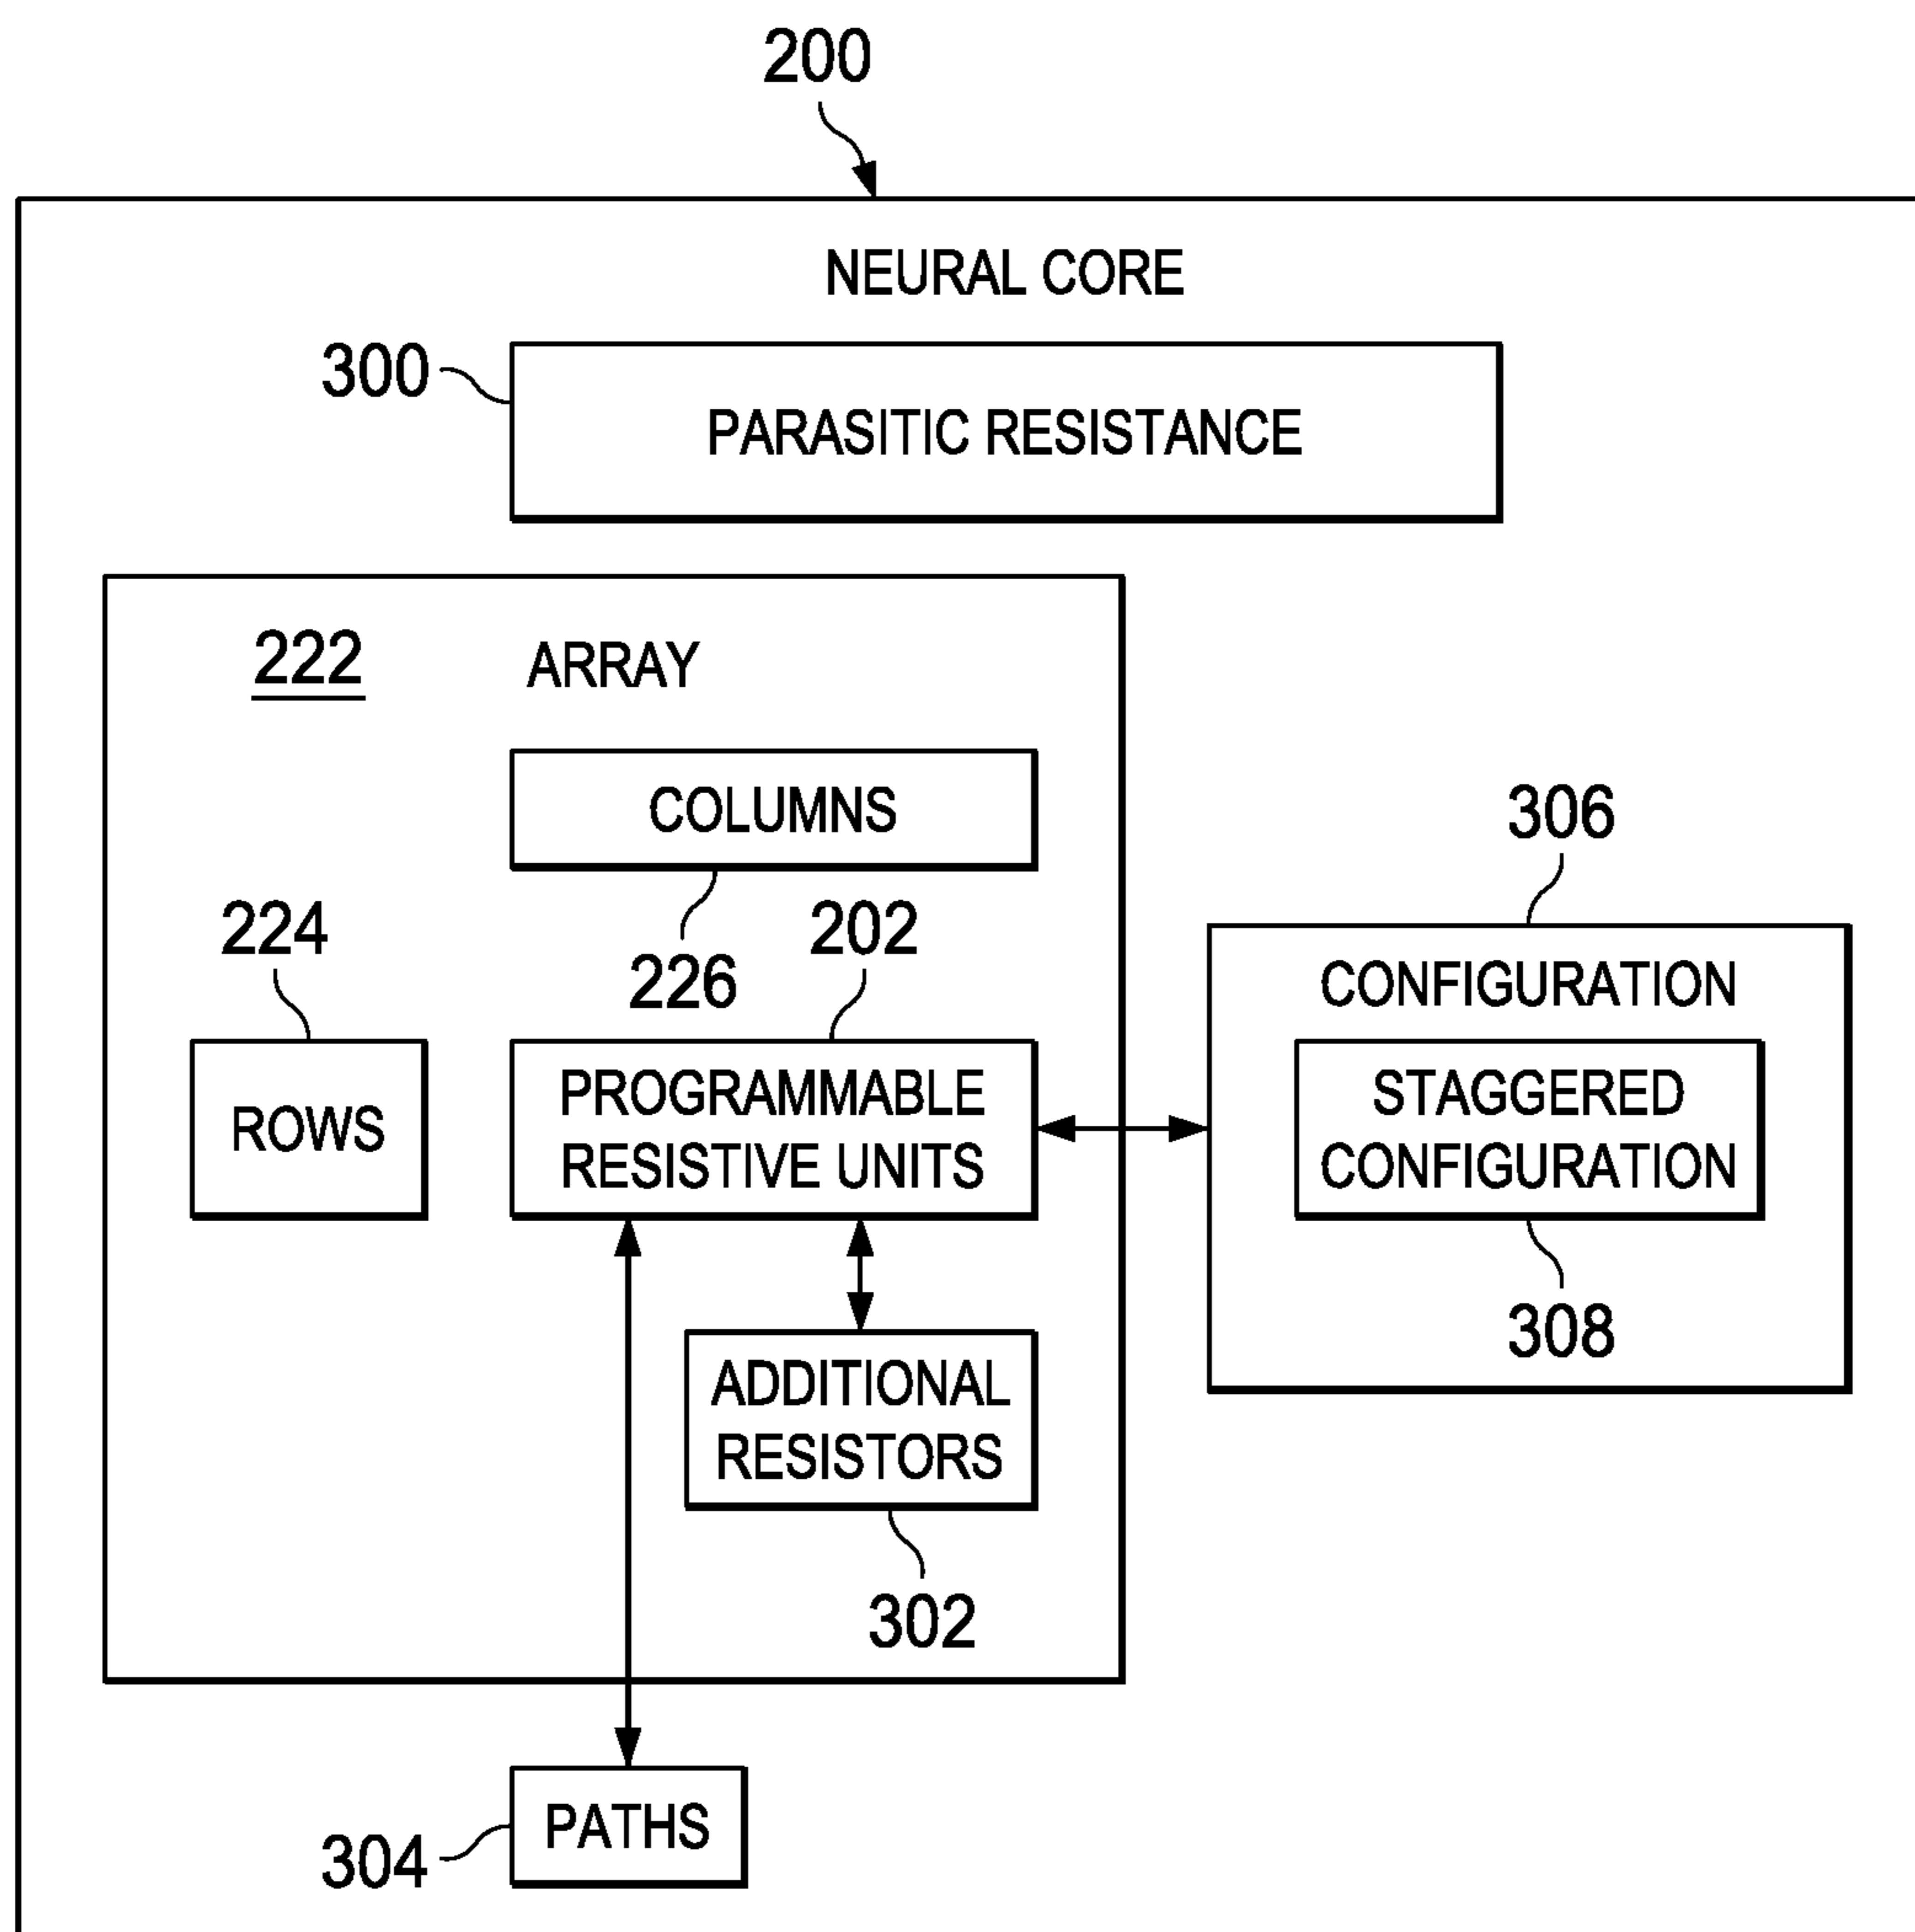 200
NEURAL CORE
300
PARASITIC RESISTANCE
222
ARRAY
COLUMNS
306
224
202
226
CONFIGURATION
ROWS
PROGRAMMABLE
RESISTIVE UNITS
STAGGERED
CONFIGURATION
308
ADDITIONAL
RESISTORS
302
PATHS
304